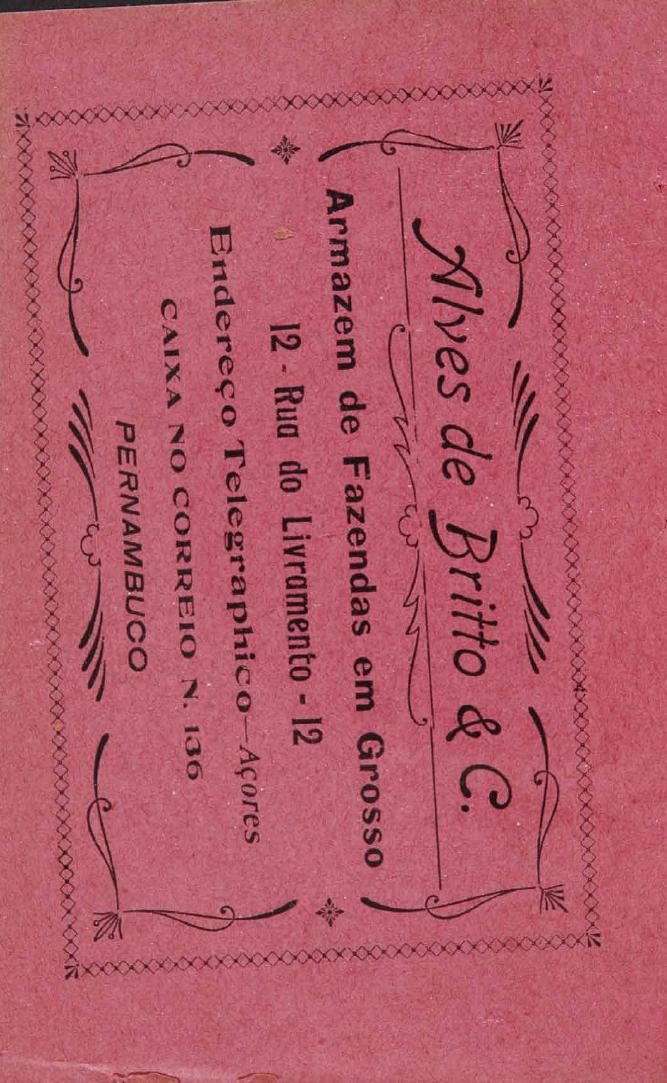 Alves de Britto & C.
Armazem de Fazendas em Grosso
12 - Rua do Livramento - 12
Endereço Telegraphico—Açores
CAIXA NO CORREIO N. 136
PERNAMBUCO